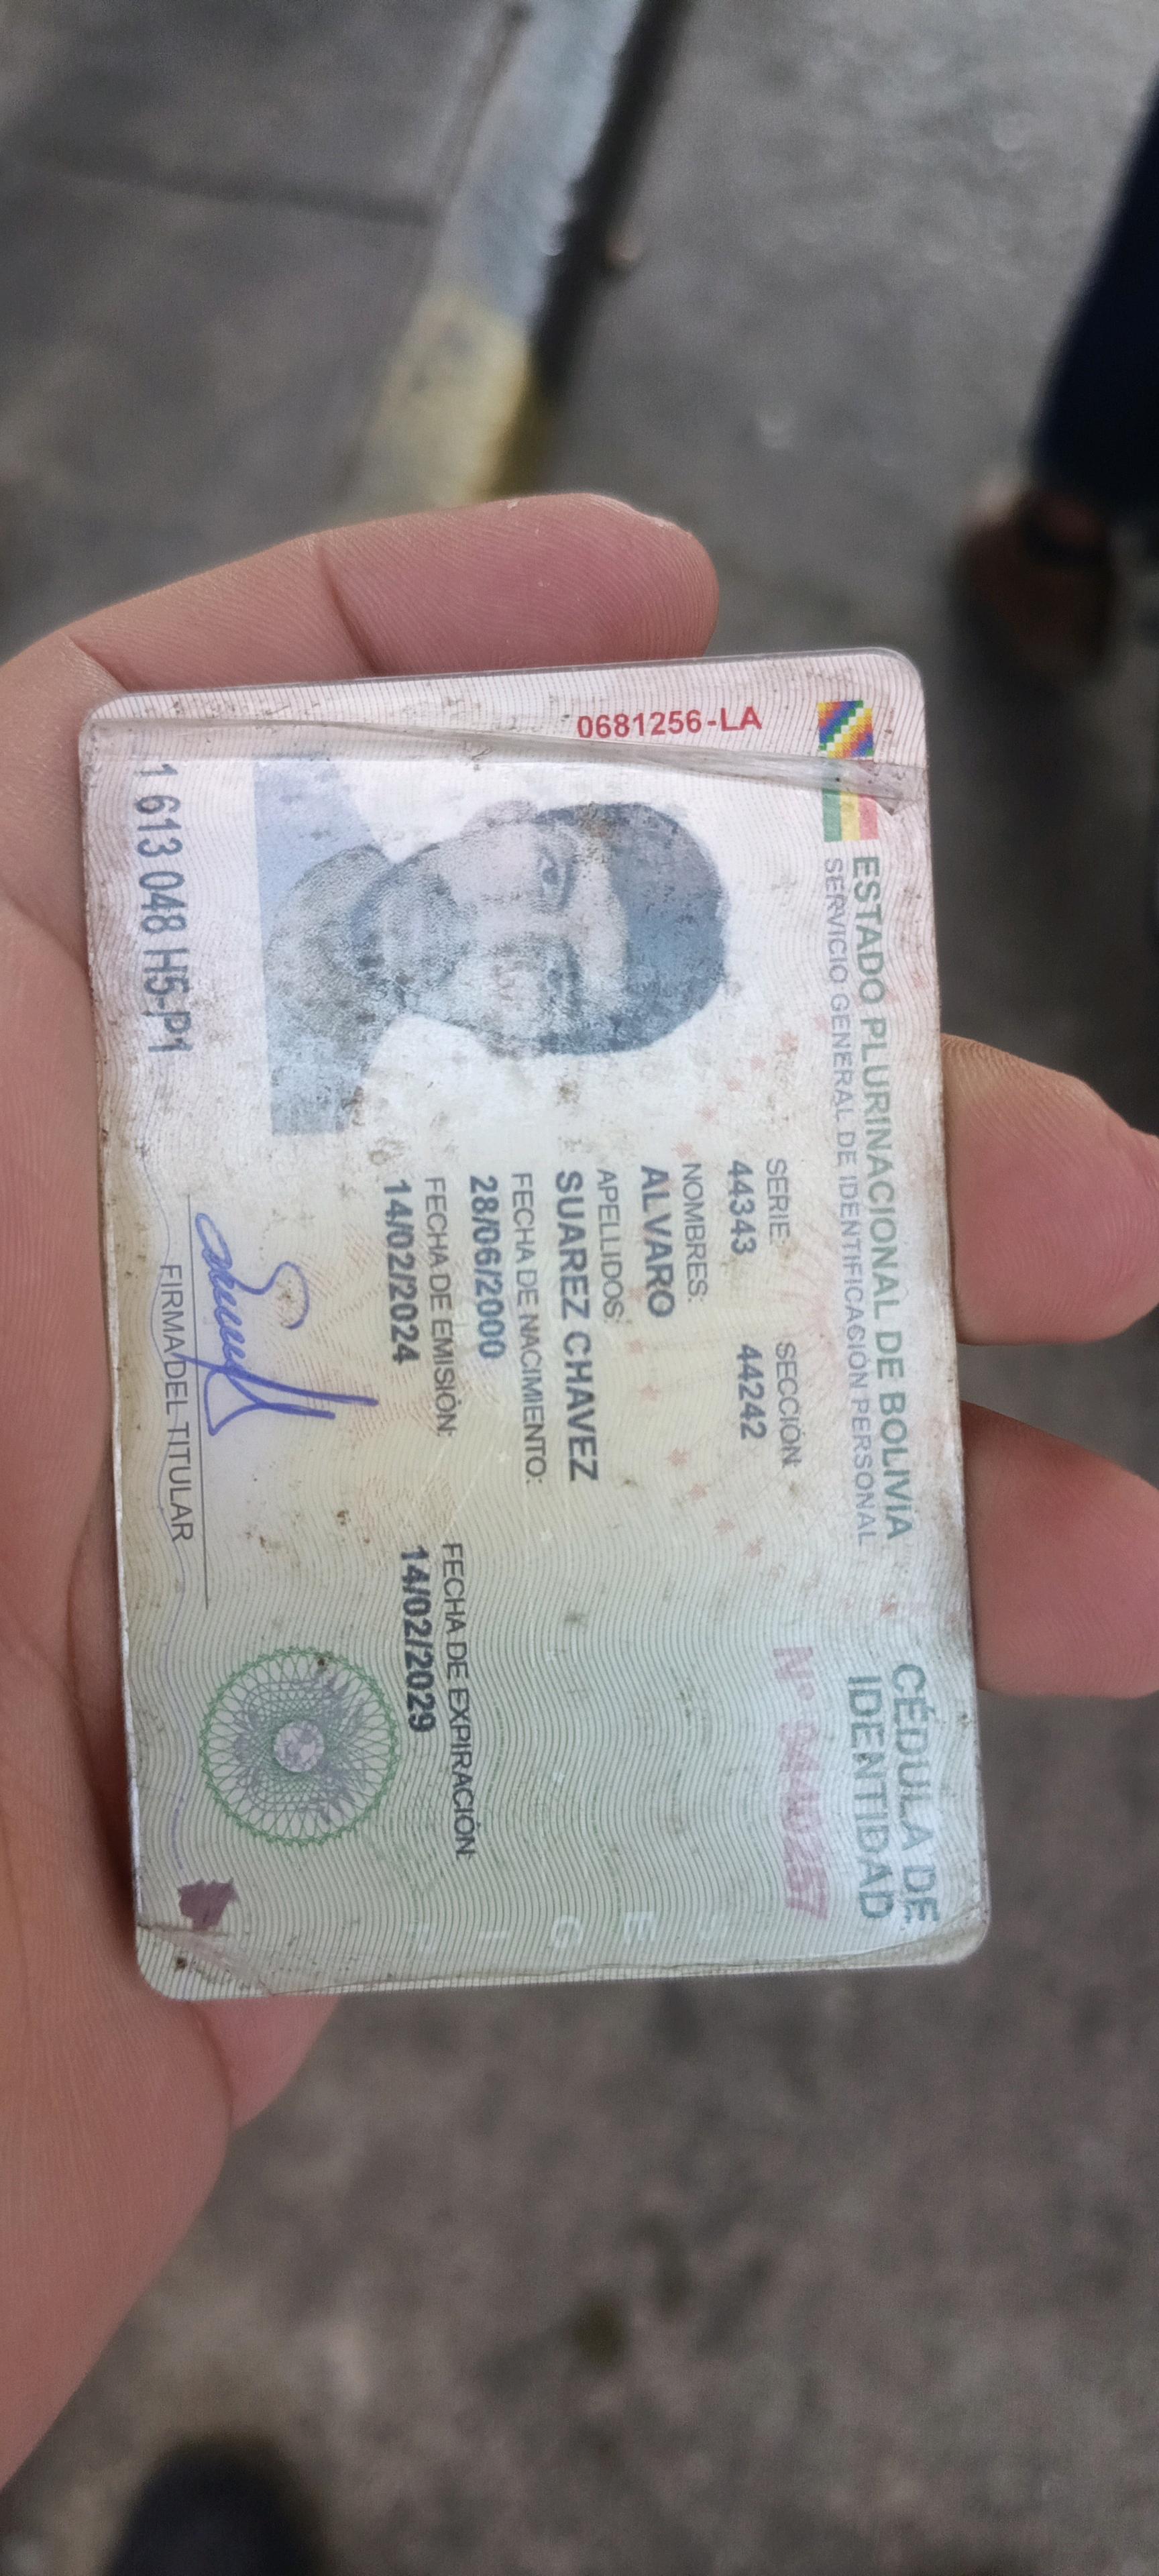 ESTADO PLURINACIONAL DE BOLIVIA
SERVICIO GENERAL DE IDENTIFICACIÓN PERSONAL
CÉDULA DE
IDENTIDAD
0681256-LA
SERIE: SECCIÓN:
44343 44242
Nº
NOMBRES:
ALVARO
APELLIDOS:
SUAREZ CHAVEZ
FECHA DE NACIMIENTO:
28/06/2000
FECHA DE EMISIÓN: FECHA DE EXPIRACIÓN:
14/02/2024 14/02/2029
FIRMA DEL TITULAR
1 613 048 H5-P1